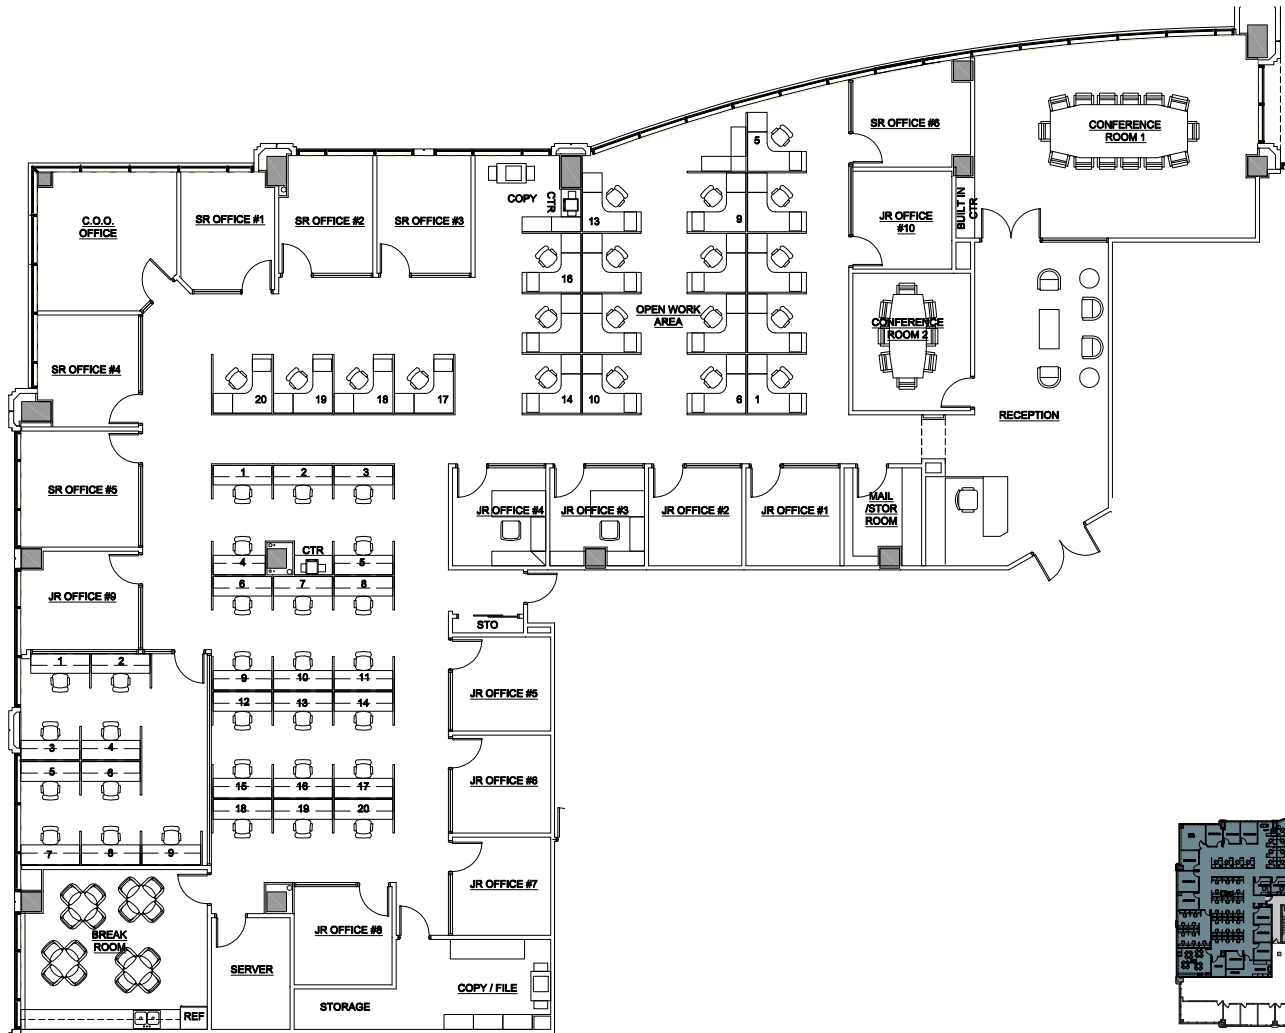 SR OFFICE #6
CONFERENCE
ROOM 1
5
C.O.O.
OFFICE
SR OFFICE #1
SR OFFICE #2
SR OFFICE #3
COPY
CTR
13
9
JR OFFICE
#10
BUILT IN
CTR
16
OPEN WORK
AREA
CONFERENCE
ROOM 2
SR OFFICE #4
20
19
18
17
14
10
6
1
RECEPTION
SR OFFICE #5
1
2
3
JR OFFICE #4
JR OFFICE #3
JR OFFICE #2
JR OFFICE #1
MAIL
/STOR
ROOM
4
CTR
5
6
7
8
JR OFFICE #9
STO
1
2
9
10
11
JR OFFICE #5
12
13
14
3
4
5
6
15
16
17
JR OFFICE #6
18
19
20
7
8
9
JR OFFICE #7
BREAK
ROOM
JR OFFICE #8
SERVER
COPY / FILE
STORAGE
REF